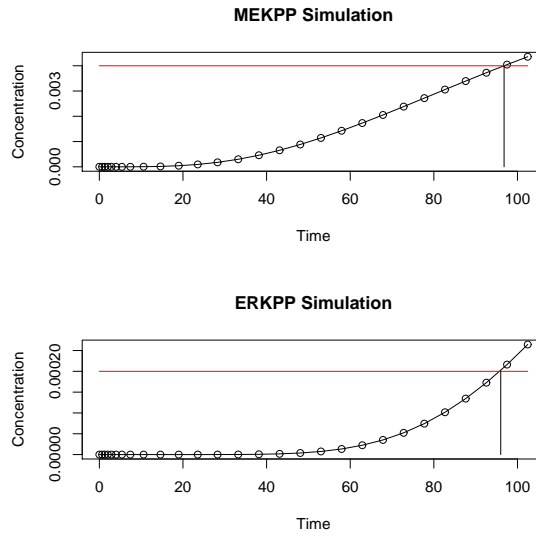 MEKPP Simulation
Concentration
0.003
0.000
0 20 40 60 80 100
Time
ERKPP Simulation
Concentration
0.00020
0.00000
0 20 40 60 80 100
Time